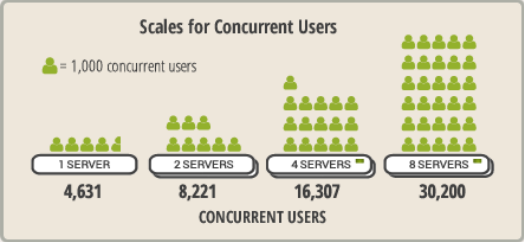 Scales for Concurrent Users
= 1,000 concurrent users
1 SERVER 2 SERVERS 4 SERVERS 8 SERVERS
4,631 8,221 16,307 30,200
CONCURRENT USERS